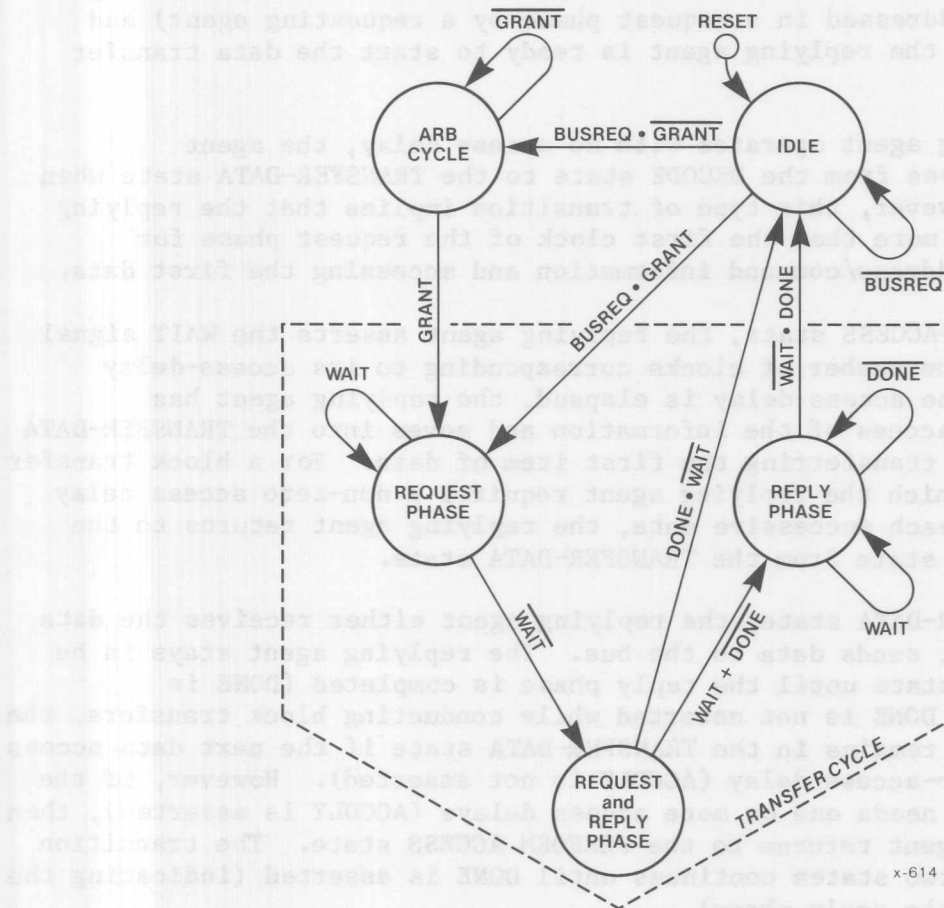 GRANT
RESET
ARB
CYCLE
BUSREQ • GRANT
IDLE
BUSREQ
GRANT
BUSREQ • GRANT
WAIT • DONE
WAIT
DONE
REQUEST
PHASE
DONE • WAIT
REPLY
PHASE
WAIT
WAIT
WAIT + DONE
REQUEST
and
REPLY
PHASE
TRANSFER CYCLE
x-614